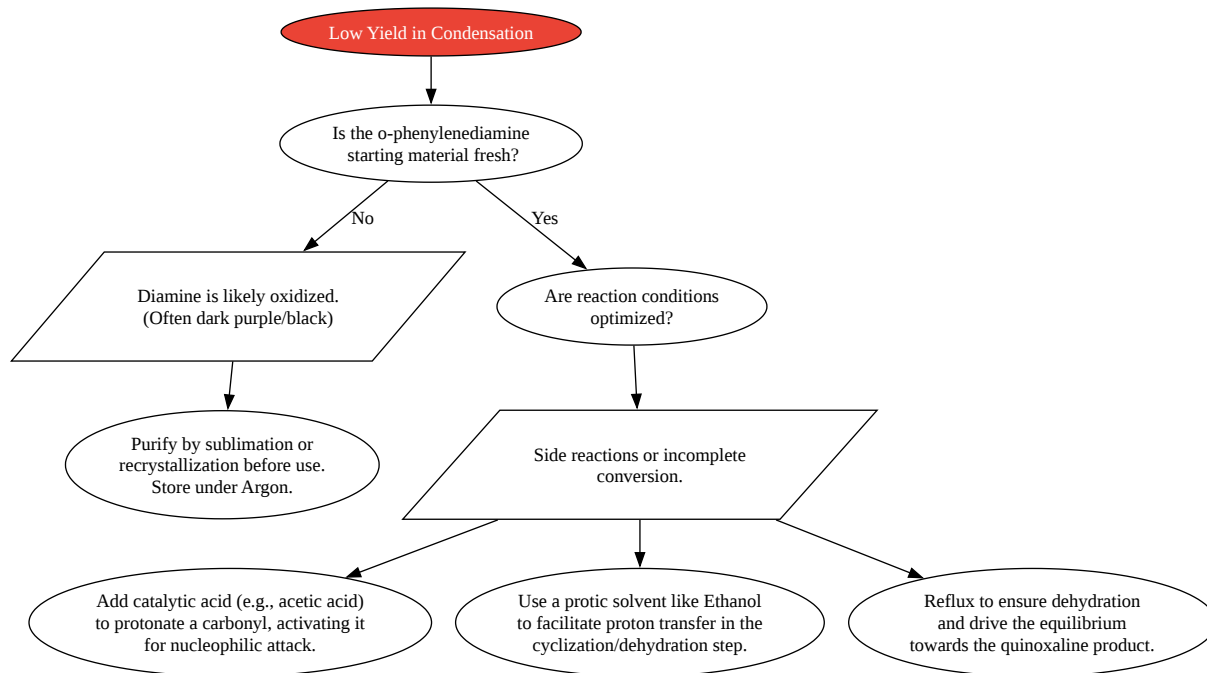 Low Yield in Condensation
Is the o-phenylenediamine
starting material fresh?
No
Yes
Diamine is likely oxidized.
(Often dark purple/black)
Are reaction conditions
optimized?
Purify by sublimation or
recrystallization before use.
Store under Argon.
Side reactions or incomplete
conversion.
Add catalytic acid (e.g., acetic acid)
to protonate a carbonyl, activating it
for nucleophilic attack.
Use a protic solvent like Ethanol
to facilitate proton transfer in the
cyclization/dehydration step.
Reflux to ensure dehydration
and drive the equilibrium
towards the quinoxaline product.